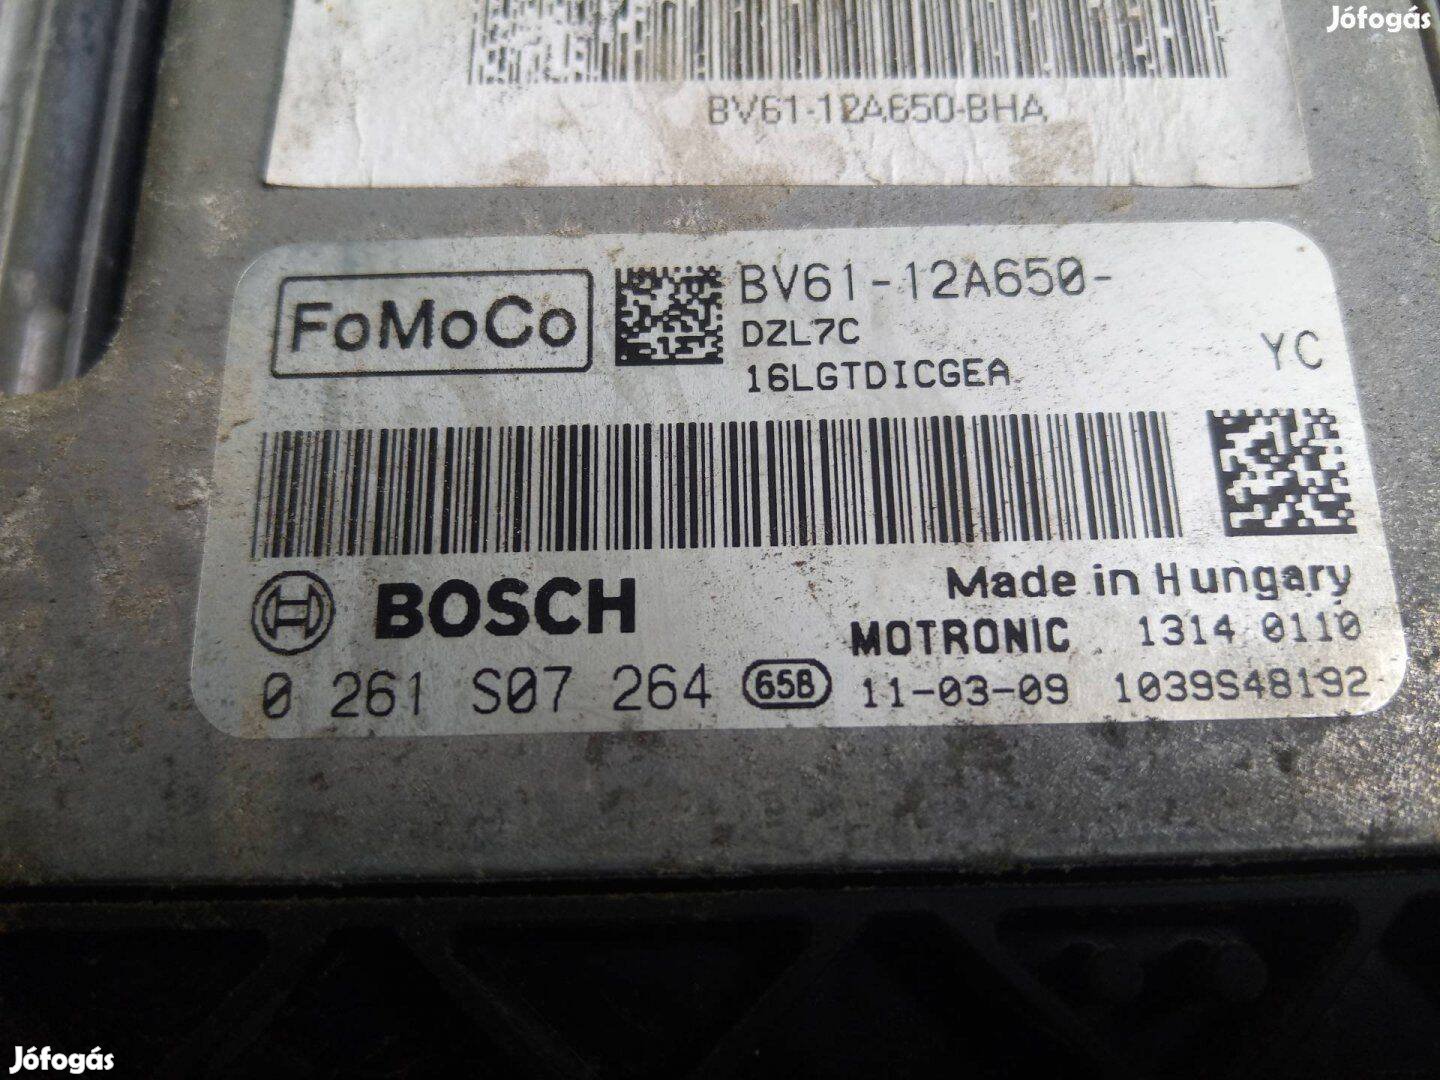 Jófogás
BV61-12A650-BHA
FoMoCo
BV61-12A650-
DZL7C
16LGTDICGEA
YC
BOSCH
Made in Hungary
MOTRONIC 1314 0110
0 261 S07 264 65B 11-03-09 1039S48192
Jófogás